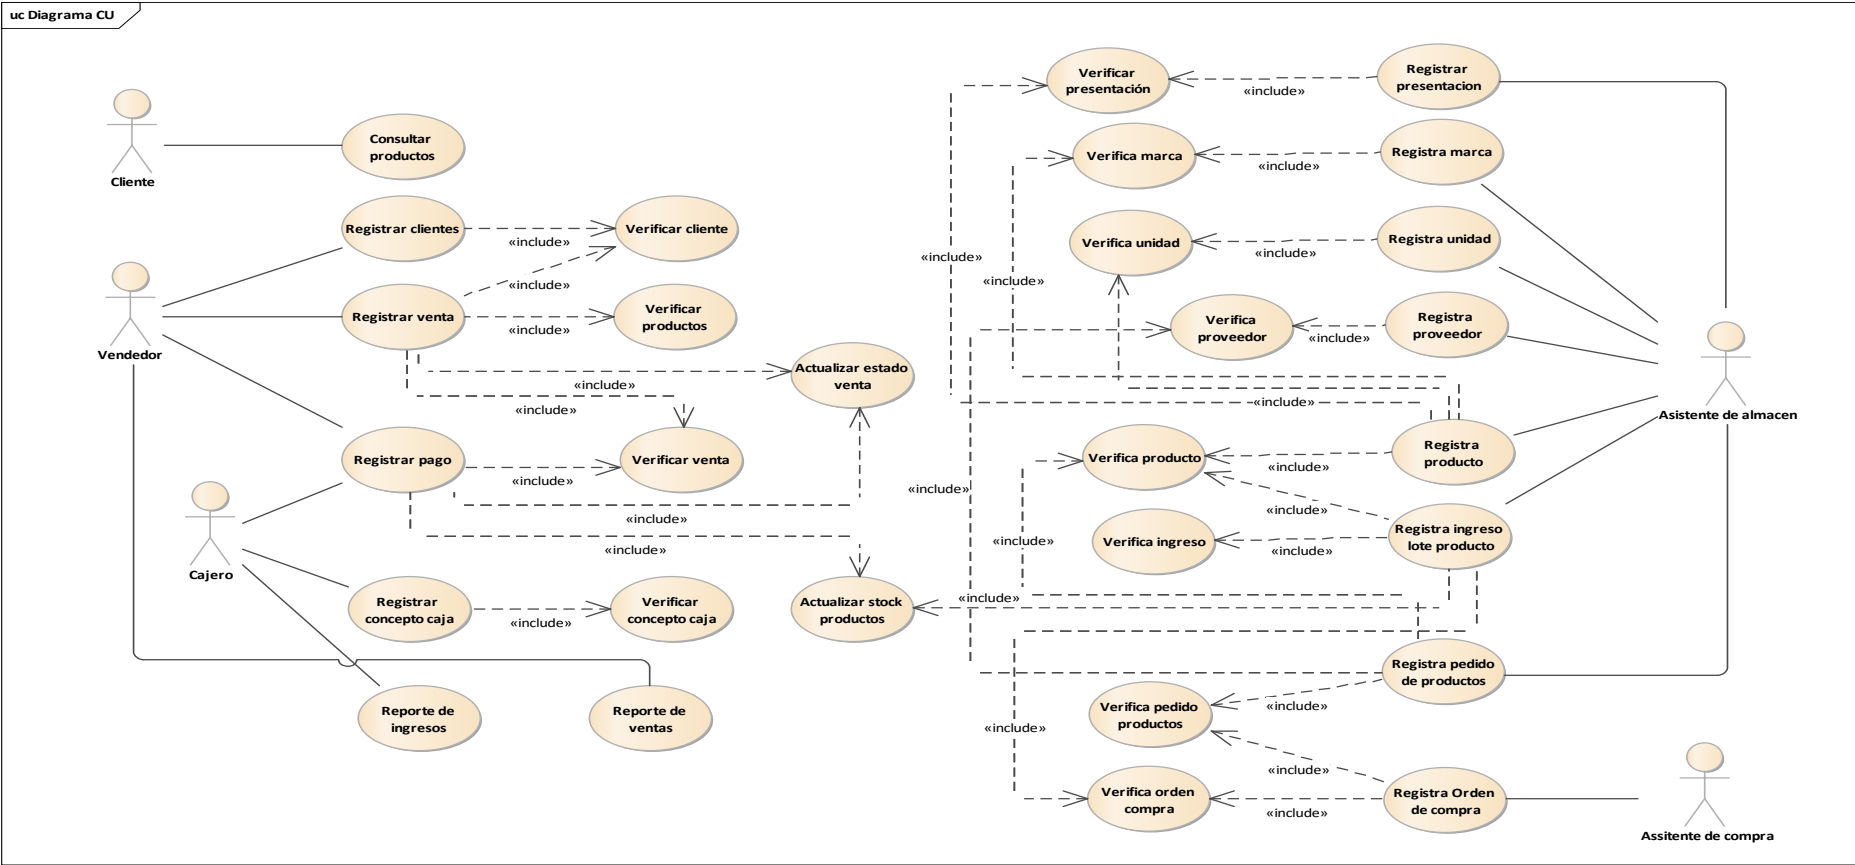 uc Diagrama CU
Cliente
Consultar
productos
Registrar clientes
«include»
Verificar cliente
«include»
Vendedor
Registrar venta
«include»
Verificar
productos
«include»
Actualizar estado
venta
«include»
Registrar pago
«include»
Verificar venta
«include»
«include»
Cajero
Registrar
concepto caja
«include»
Verificar
concepto caja
Actualizar stock
productos
Reporte de
ingresos
Reporte de
ventas
Verificar
presentación
«include»
Registrar
presentacion
Verifica marca
«include»
Registra marca
Verifica unidad
«include»
Registra unidad
«include»
«include»
Verifica
proveedor
«include»
Registra
proveedor
Asistente de almacen
«include»
Verifica producto
«include»
Registra
producto
«include»
«include»
Verifica ingreso
«include»
Registra ingreso
lote producto
«include»
«include»
Registra pedido
de productos
Verifica pedido
productos
«include»
«include»
«include»
Verifica orden
compra
«include»
Registra Orden
de compra
Assitente de compra